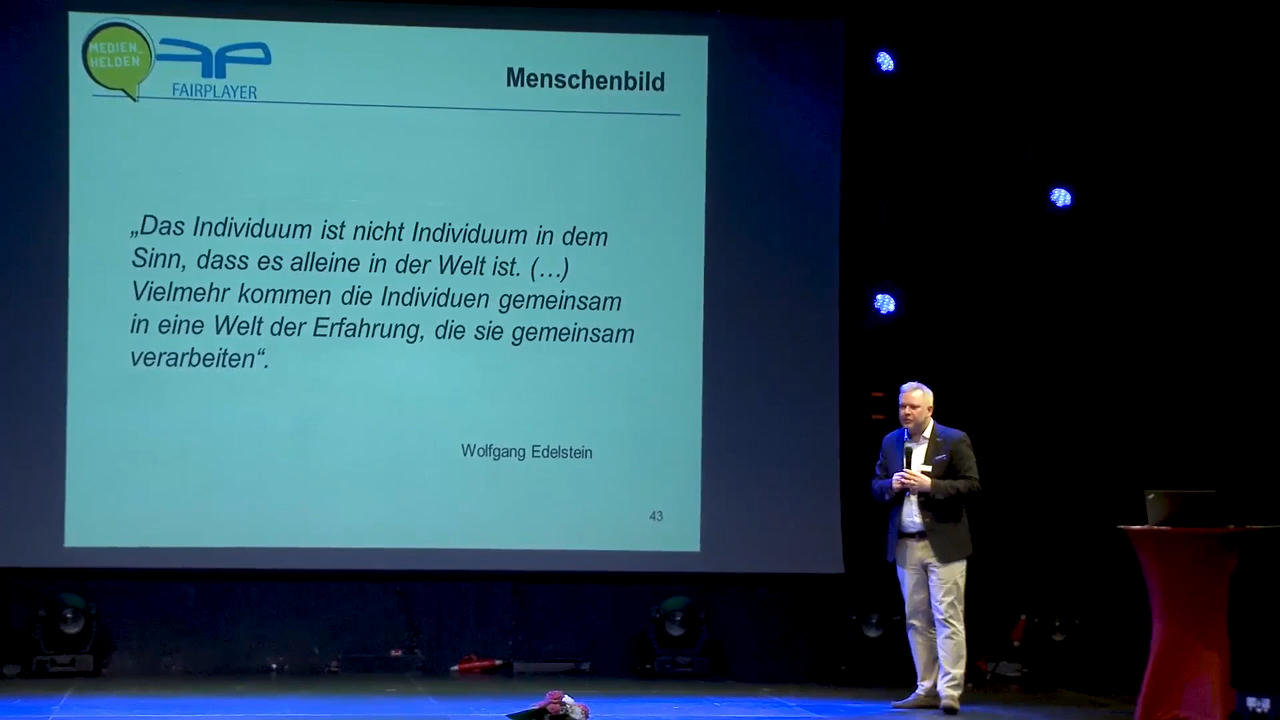 MEDIEN_
HELDEN
FAIRPLAYER
Menschenbild
„Das Individuum ist nicht Individuum in dem
Sinn, dass es alleine in der Welt ist. (…)
Vielmehr kommen die Individuen gemeinsam
in eine Welt der Erfahrung, die sie gemeinsam
verarbeiten“.
Wolfgang Edelstein
43